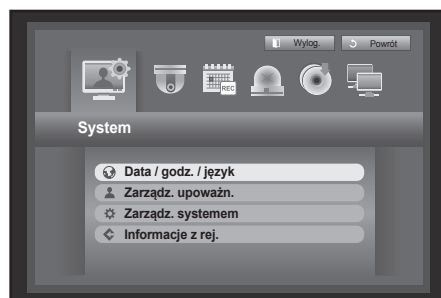 Wylog. Powrót
REC
System
Data / godz. / język
Zarządz. upoważn.
Zarządz. systemem
Informacje z rej.